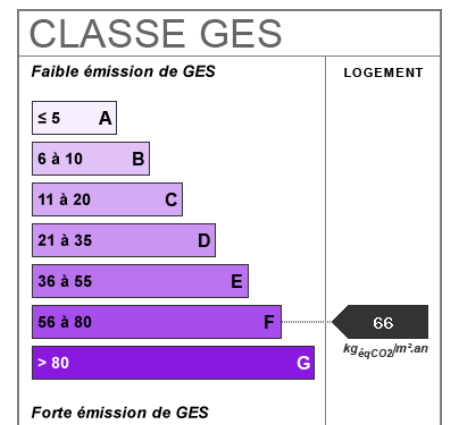 CLASSE GES
Faible émission de GES
LOGEMENT
≤ 5 A
6 à 10 B
11 à 20 C
21 à 35 D
36 à 55 E
56 à 80 F
66
kgéqCO2/m².an
> 80 G
Forte émission de GES